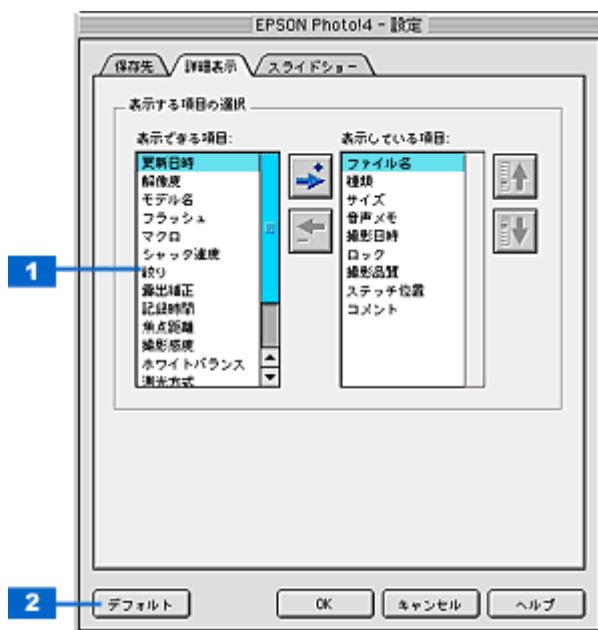 EPSON Photo!4 - 設定
保存先 詳細表示 スライドショー
表示する項目の選択
表示できる項目:
更新日時
解像度
モデル名
フラッシュ
マクロ
シャッタ速度
絞り
露出補正
記録時間
焦点距離
撮影感度
ホワイトバランス
測光方式
表示している項目:
ファイル名
種類
サイズ
音声メモ
撮影日時
ロック
撮影品質
ステッチ位置
コメント
1
2
デフォルト OK キャンセル ヘルプ